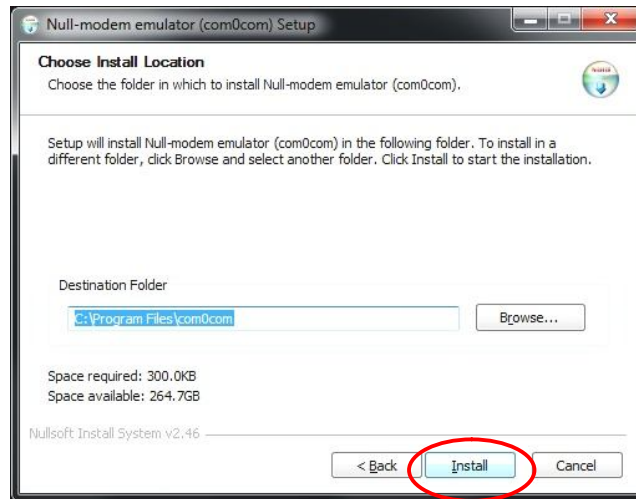 Null-modem emulator (com0com) Setup
Choose Install Location
Choose the folder in which to install Null-modem emulator (com0com).
Setup will install Null-modem emulator (com0com) in the following folder. To install in a
different folder, click Browse and select another folder. Click Install to start the installation.
Destination Folder
C:\Program Files\com0com
Browse...
Space required: 300.0KB
Space available: 264.7GB
Nullsoft Install System v2.46
< Back
Install
Cancel